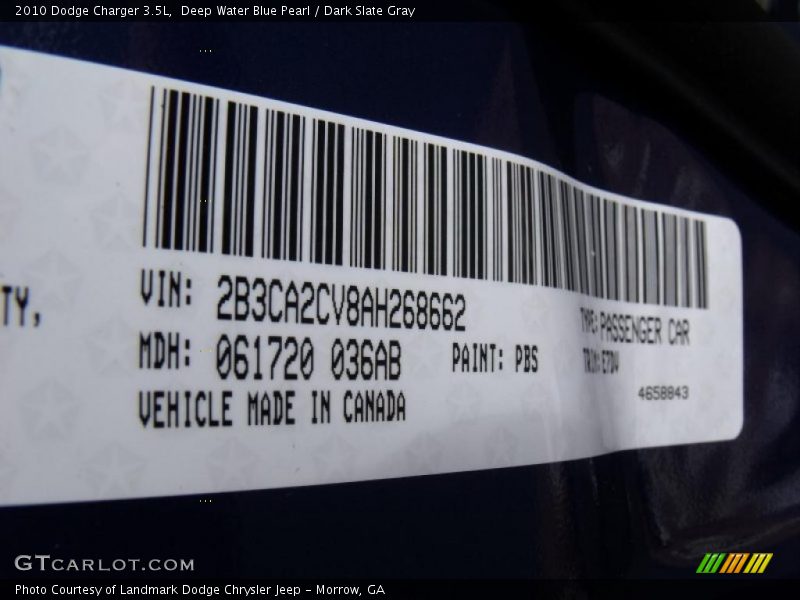 2010 Dodge Charger 3.5L,  Deep Water Blue Pearl / Dark Slate Gray
TY,
VIN: 2B3CA2CV8AH268662
TYPE: PASSENGER CAR
MDH: 061720 036AB
PAINT: PBS
TRIM: E7DV
VEHICLE MADE IN CANADA
4658843
GTCARLOT.COM
Photo Courtesy of Landmark Dodge Chrysler Jeep - Morrow, GA